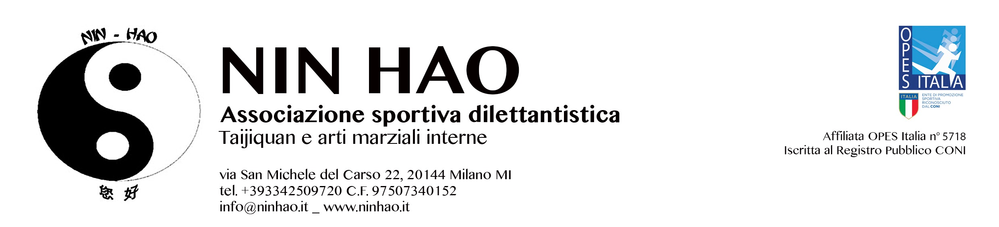 NIN - HAO
您 好
NIN HAO
Associazione sportiva dilettantistica
Taijiquan e arti marziali interne
via San Michele del Carso 22, 20144 Milano MI
tel. +393342509720 C.F. 97507340152
info@ninhao.it _ www.ninhao.it
OPES ITALIA
ITALIA
ENTE DI PROMOZIONE
SPORTIVA
RICONOSCIUTO
DAL CONI
Affiliata OPES Italia n° 5718
Iscritta al Registro Pubblico CONI